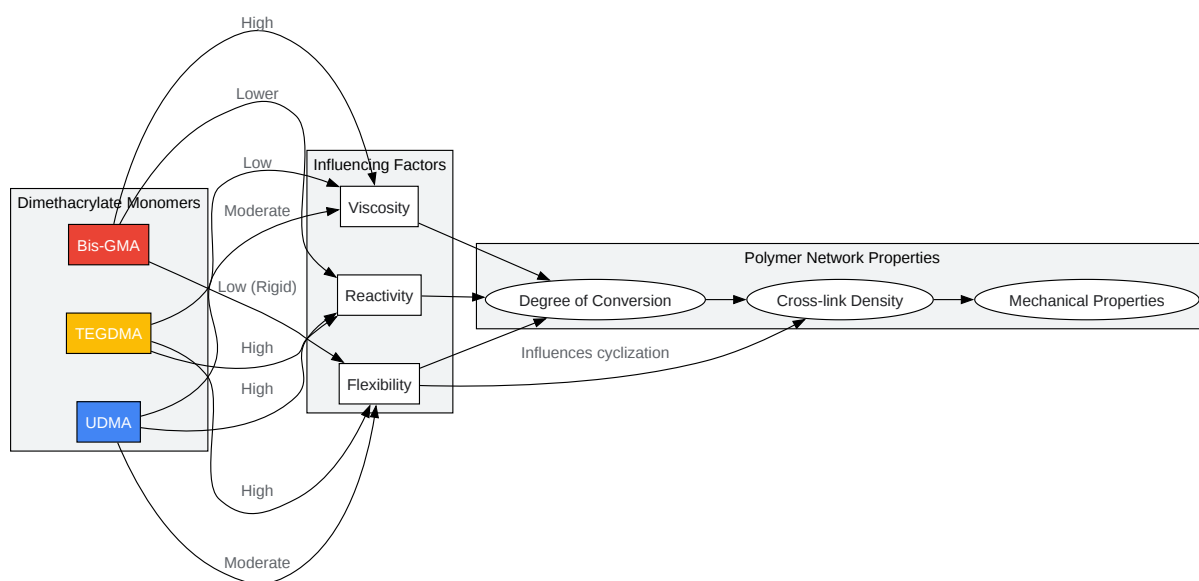 High
Lower
Low
Moderate
Low (Rigid)
High
High
High
Moderate
Dimethacrylate Monomers
Bis-GMA
TEGDMA
UDMA
Influencing Factors
Viscosity
Reactivity
Flexibility
Influences cyclization
Polymer Network Properties
Degree of Conversion
Cross-link Density
Mechanical Properties